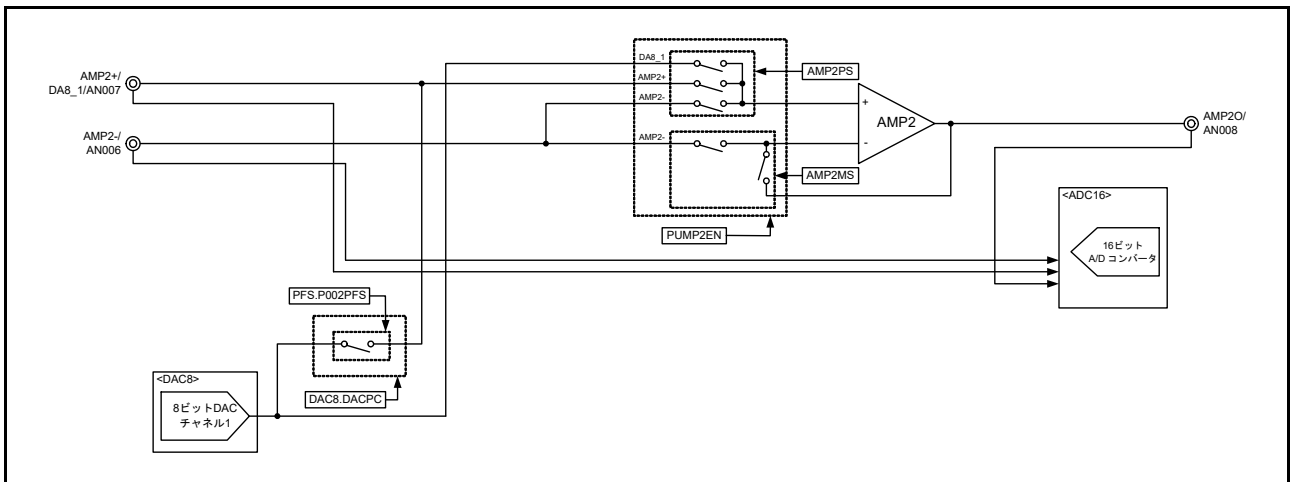 DA8_1
AMP2+/
DA8_1/AN007
AMP2+
AMP2PS
AMP2-
+
AMP2
AMP2O/
AN008
AMP2-/
AN006
AMP2-
-
AMP2MS
<ADC16>
16ビット
A/D コンバータ
PUMP2EN
PFS.P002PFS
DAC8.DACPC
<DAC8>
8ビットDAC
チャネル1